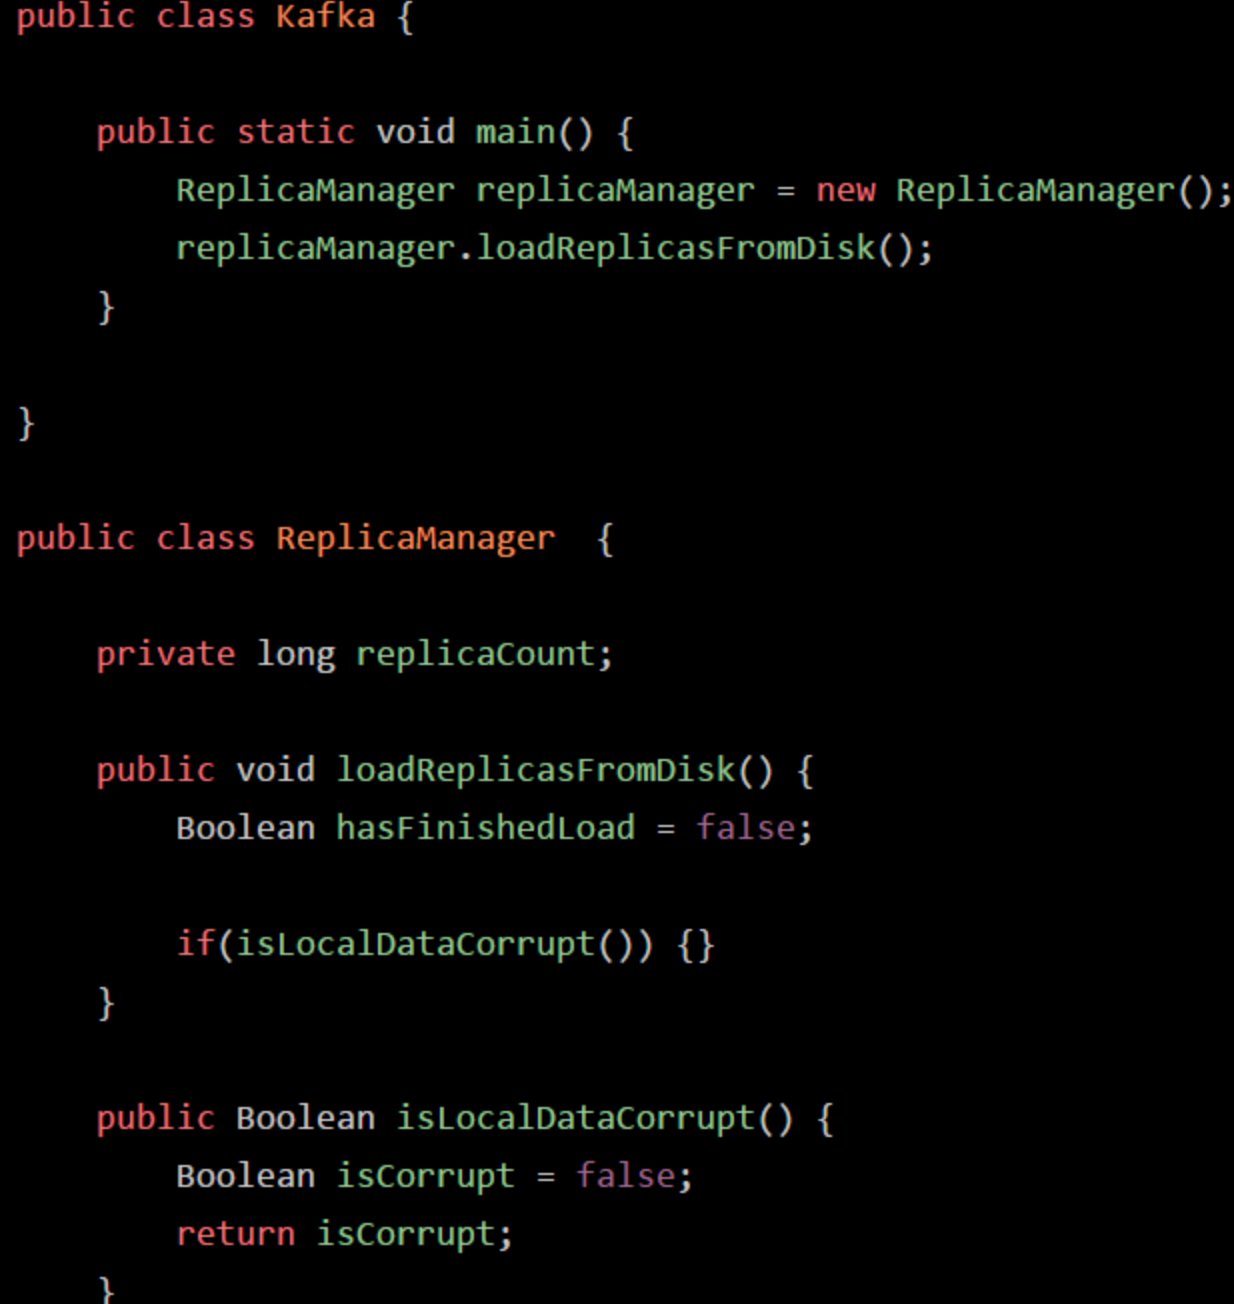 public class Kafka {
public static void main() {
ReplicaManager replicaManager = new ReplicaManager();
replicaManager.loadReplicasFromDisk();
}
}
public class ReplicaManager  {
private long replicaCount;
public void loadReplicasFromDisk() {
Boolean hasFinishedLoad = false;
if(isLocalDataCorrupt()) {}
}
public Boolean isLocalDataCorrupt() {
Boolean isCorrupt = false;
return isCorrupt;
}